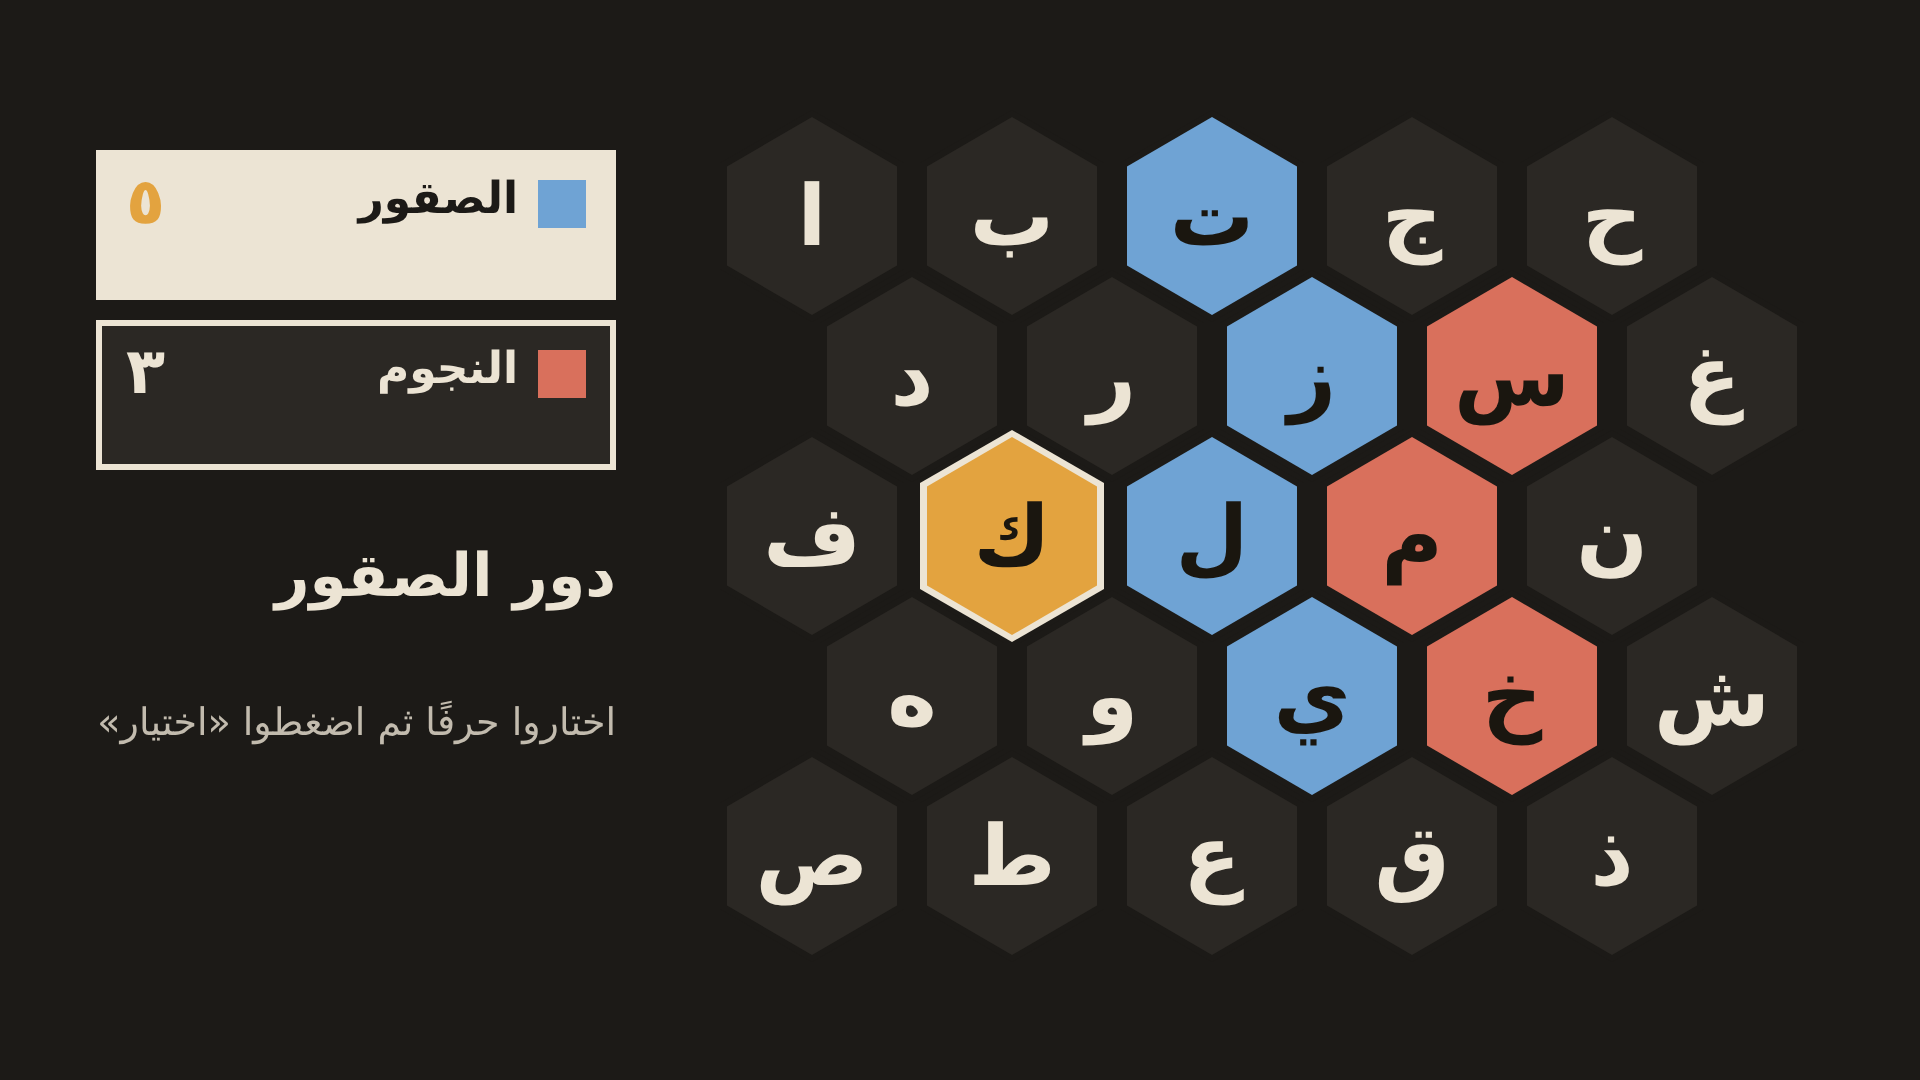 الصقور ٥
النجوم ٣
دور الصقور
اختاروا حرفًا ثم اضغطوا «اختيار»
ح ج ت ب ا
غ س ز ر د
ن م ل ك ف
ش خ ي و ه
ذ ق ع ط ص